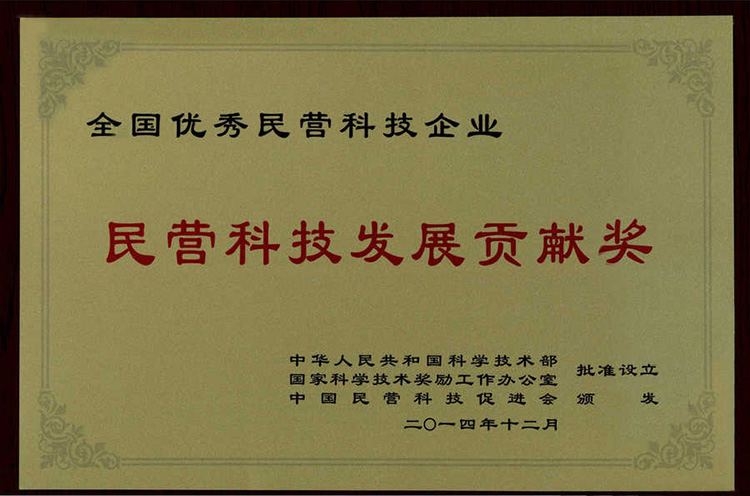 全国优秀民营科技企业
民营科技发展贡献奖
中华人民共和国科学技术部
国家科学技术奖励工作办公室 批准设立
中国民营科技促进会 颁发
二〇一四年十二月